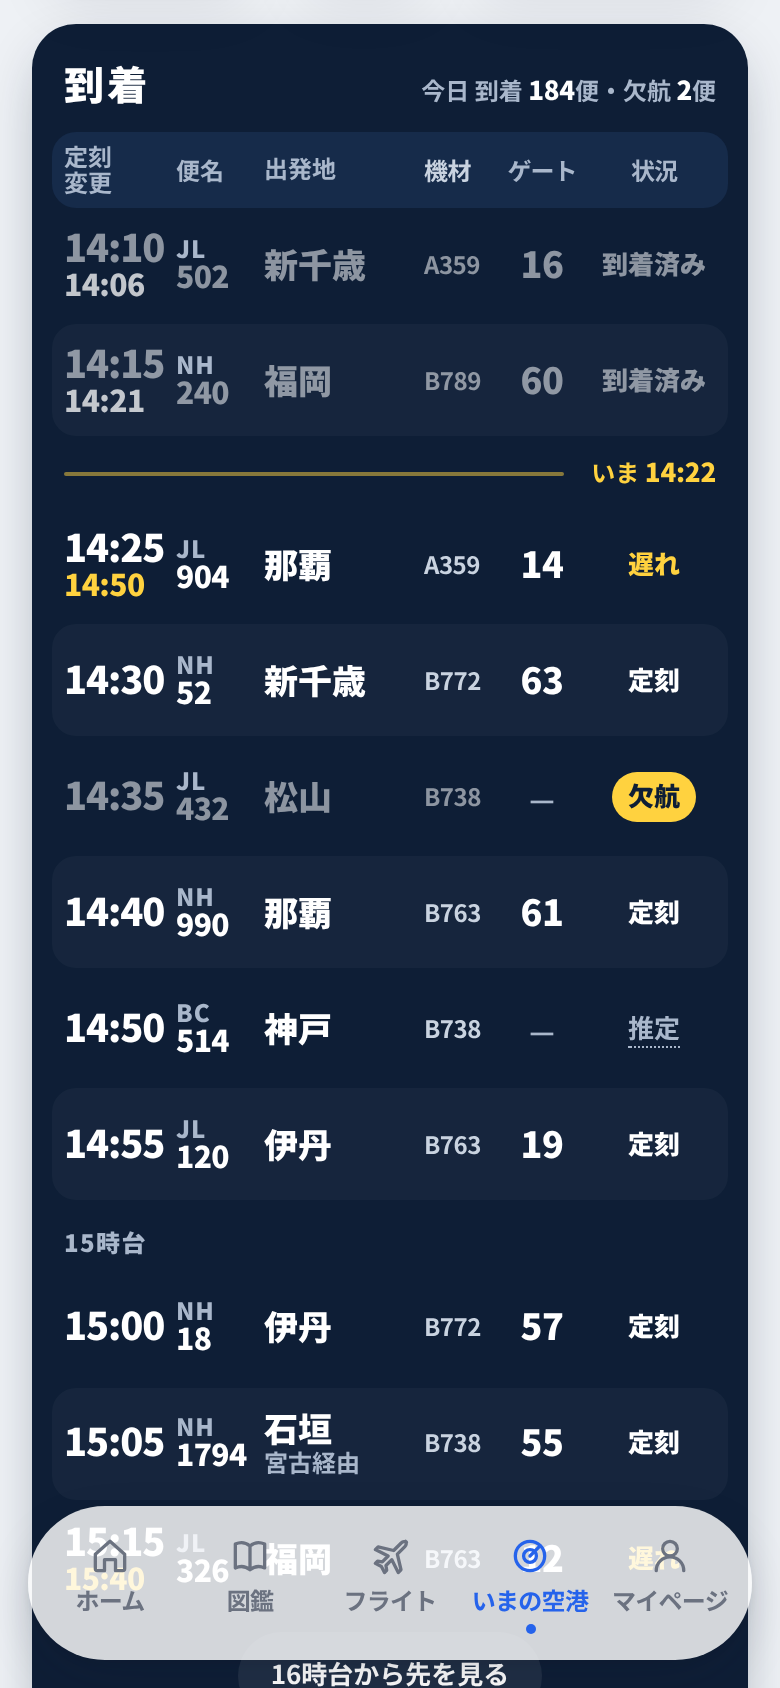 到着
今日 到着 184便・欠航 2便
定刻 変更 便名 出発地 機材 ゲート 状況
14:10 JL 502 新千歳 A359 16 到着済み
14:06
14:15 NH 240 福岡 B789 60 到着済み
14:21
いま 14:22
14:25 JL 904 那覇 A359 14 遅れ
14:50
14:30 NH 52 新千歳 B772 63 定刻
14:35 JL 432 松山 B738 — 欠航
14:40 NH 990 那覇 B763 61 定刻
14:50 BC 514 神戸 B738 — 推定
14:55 JL 120 伊丹 B763 19 定刻
15時台
15:00 NH 18 伊丹 B772 57 定刻
15:05 NH 1794 石垣 B738 55 定刻
宮古経由
15:15 JL 326 福岡 B763 遅れ
15:40
ホーム 図鑑 フライト いまの空港 マイページ
16時台から先を見る